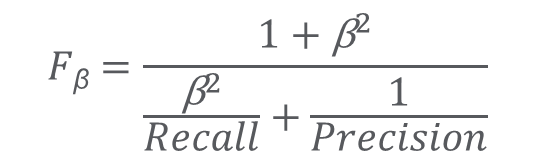 F_β = (1 + β²) / (β²/Recall + 1/Precision)